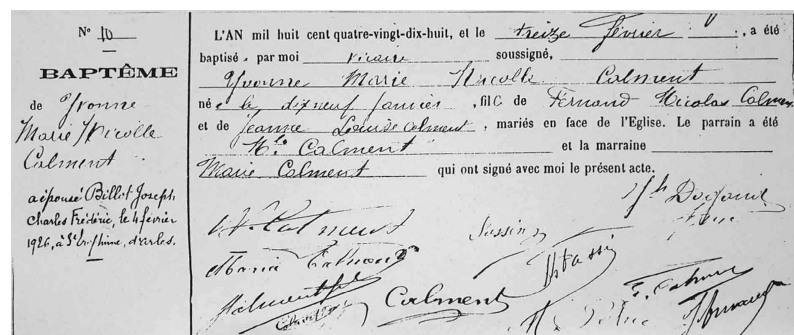 N° 10
BAPTÊME
de Yvonne
Marie Nicolle
Calment
a épousé Billot Joseph
Charles Frédéric, le 4 février
1926, à St Trophime, d'arles.
L'AN mil huit cent quatre-vingt-dix-huit, et le treize février, a été
baptisé, par moi vicaire soussigné,
Yvonne Marie Nicolle Calment
née le dixneuf janvier, fille de Fernand Nicolas Calment
et de Jeanne Louise Calment, mariés en face de l'Eglise. Le parrain a été
N. Calment et la marraine
Marie Calment qui ont signé avec moi le présent acte.
N. Calment
Maria Calment
Calment
F. Calment